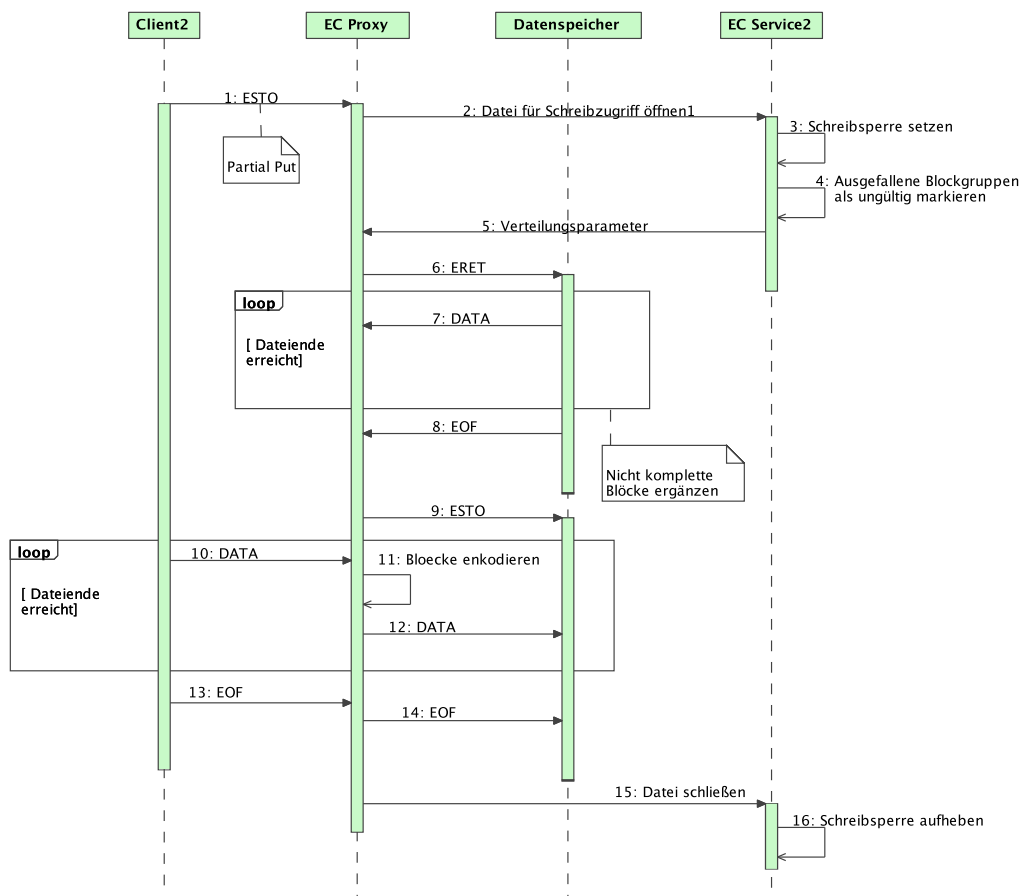 Client2
EC Proxy
Datenspeicher
EC Service2
1: ESTO
2: Datei für Schreibzugriff öffnen1
3: Schreibsperre setzen
Partial Put
4: Ausgefallene Blockgruppen
als ungültig markieren
5: Verteilungsparameter
6: ERET
loop
7: DATA
[ Dateiende
erreicht]
8: EOF
Nicht komplette
Blöcke ergänzen
9: ESTO
loop
10: DATA
11: Bloecke enkodieren
[ Dateiende
erreicht]
12: DATA
13: EOF
14: EOF
15: Datei schließen
16: Schreibsperre aufheben